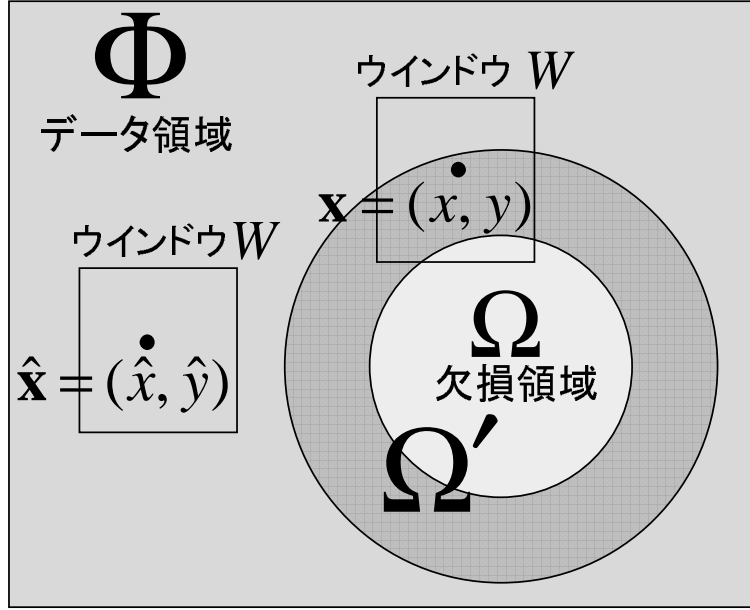 Φ
データ領域
ウインドウ W
x = (x, y)
ウインドウW
x̂ = (x̂, ŷ)
Ω
欠損領域
Ω′